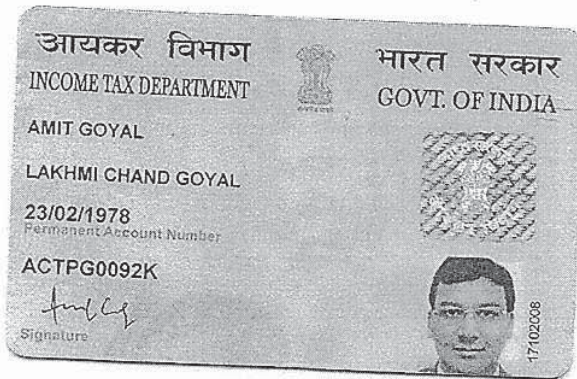 आयकर विभाग
भारत सरकार
INCOME TAX DEPARTMENT
GOVT. OF INDIA
AMIT GOYAL
LAKHMI CHAND GOYAL
23/02/1978
Permanent Account Number
ACTPG0092K
Signature
17102008